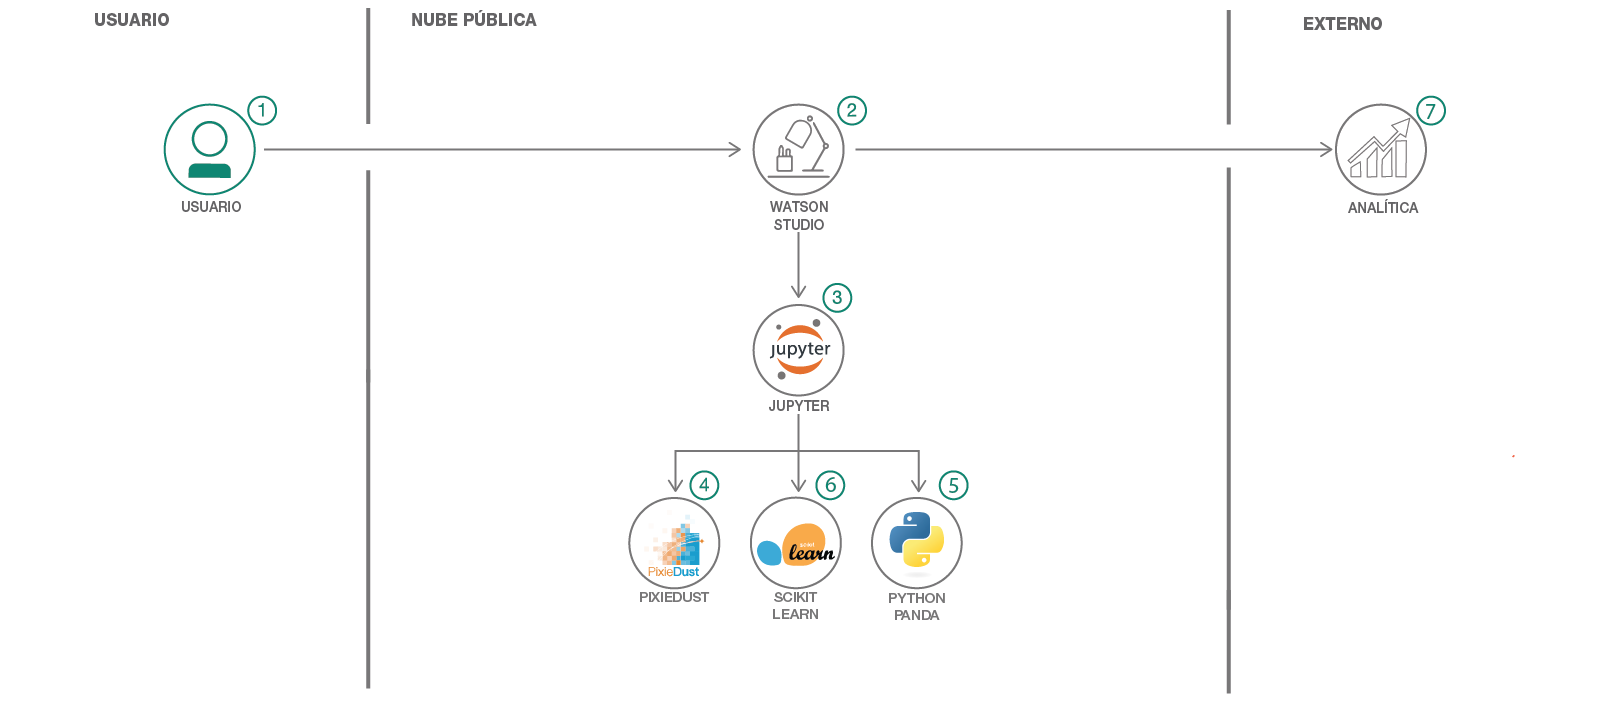 USUARIO
NUBE PÚBLICA
EXTERNO
1
USUARIO
2
WATSON
STUDIO
7
ANALÍTICA
3
jupyter
JUPYTER
4
PixieDust
PIXIEDUST
6
scikit
learn
SCIKIT
LEARN
5
PYTHON
PANDA